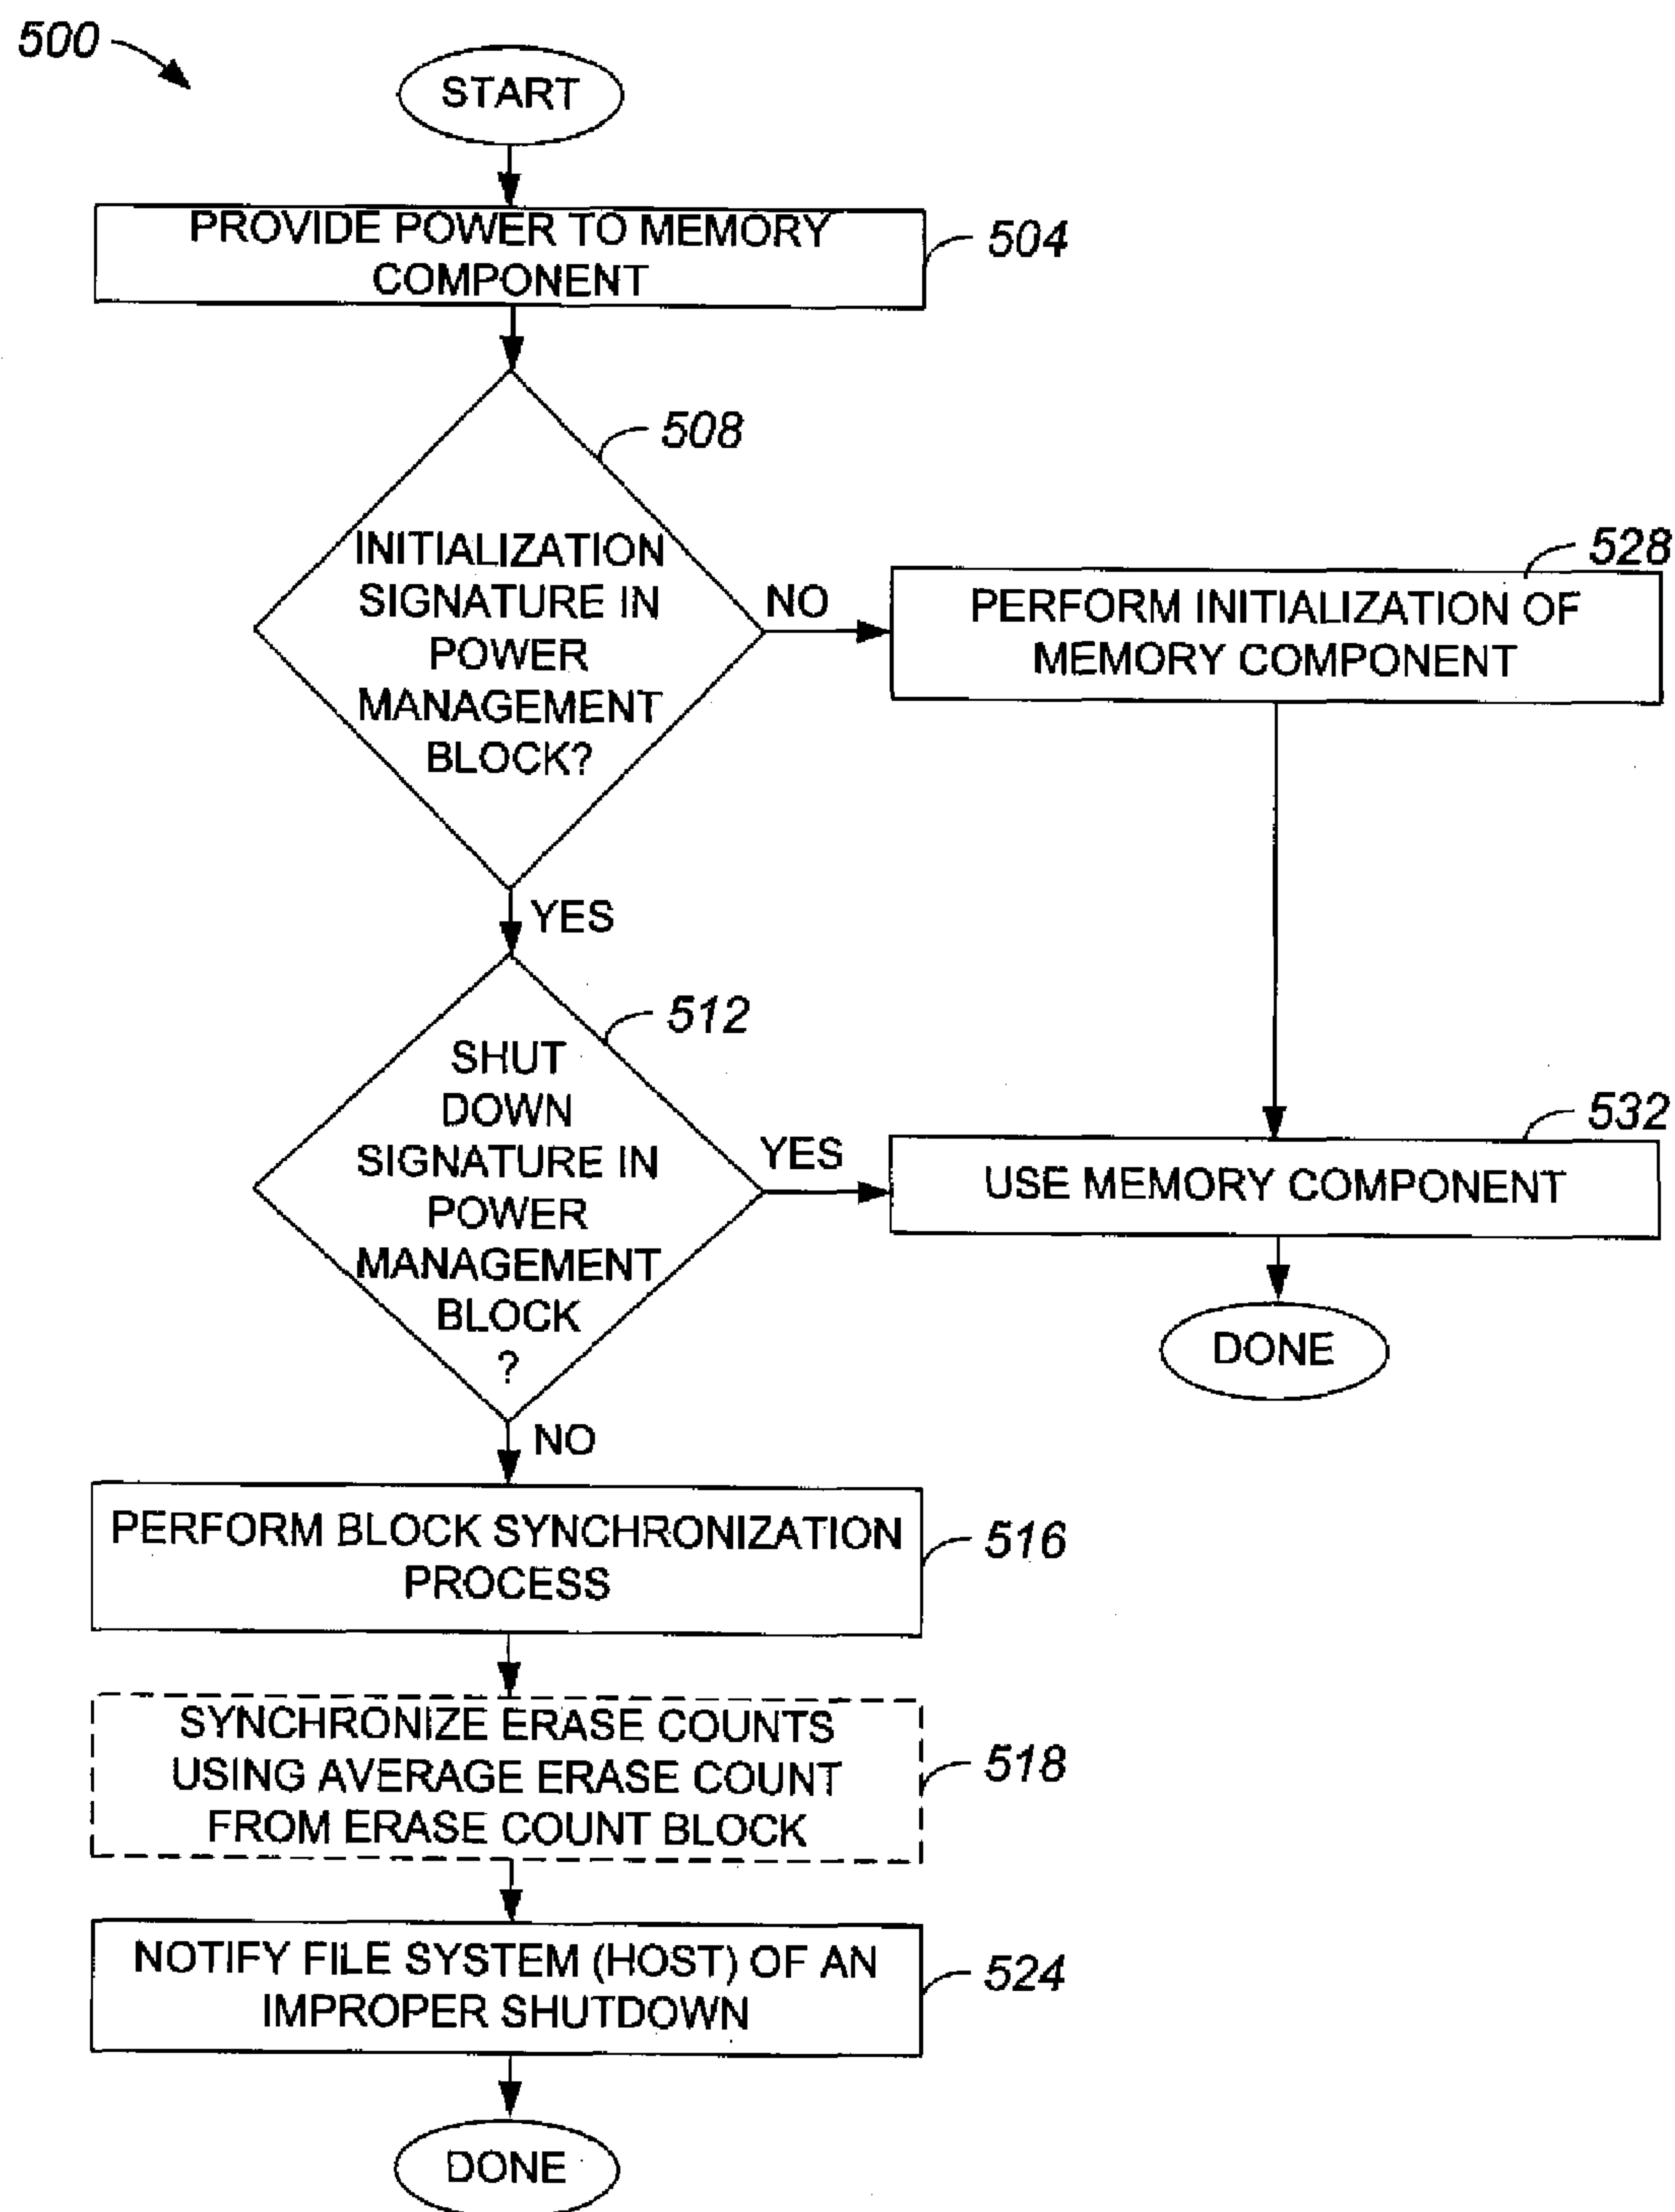 500
START
PROVIDE POWER TO MEMORY
COMPONENT
504
508
INITIALIZATION
SIGNATURE IN
POWER
MANAGEMENT
BLOCK?
NO
528
PERFORM INITIALIZATION OF
MEMORY COMPONENT
YES
512
SHUT
DOWN
SIGNATURE IN
POWER
MANAGEMENT
BLOCK
?
YES
532
USE MEMORY COMPONENT
DONE
NO
PERFORM BLOCK SYNCHRONIZATION
PROCESS
516
SYNCHRONIZE ERASE COUNTS
USING AVERAGE ERASE COUNT
FROM ERASE COUNT BLOCK
518
NOTIFY FILE SYSTEM (HOST) OF AN
IMPROPER SHUTDOWN
524
DONE